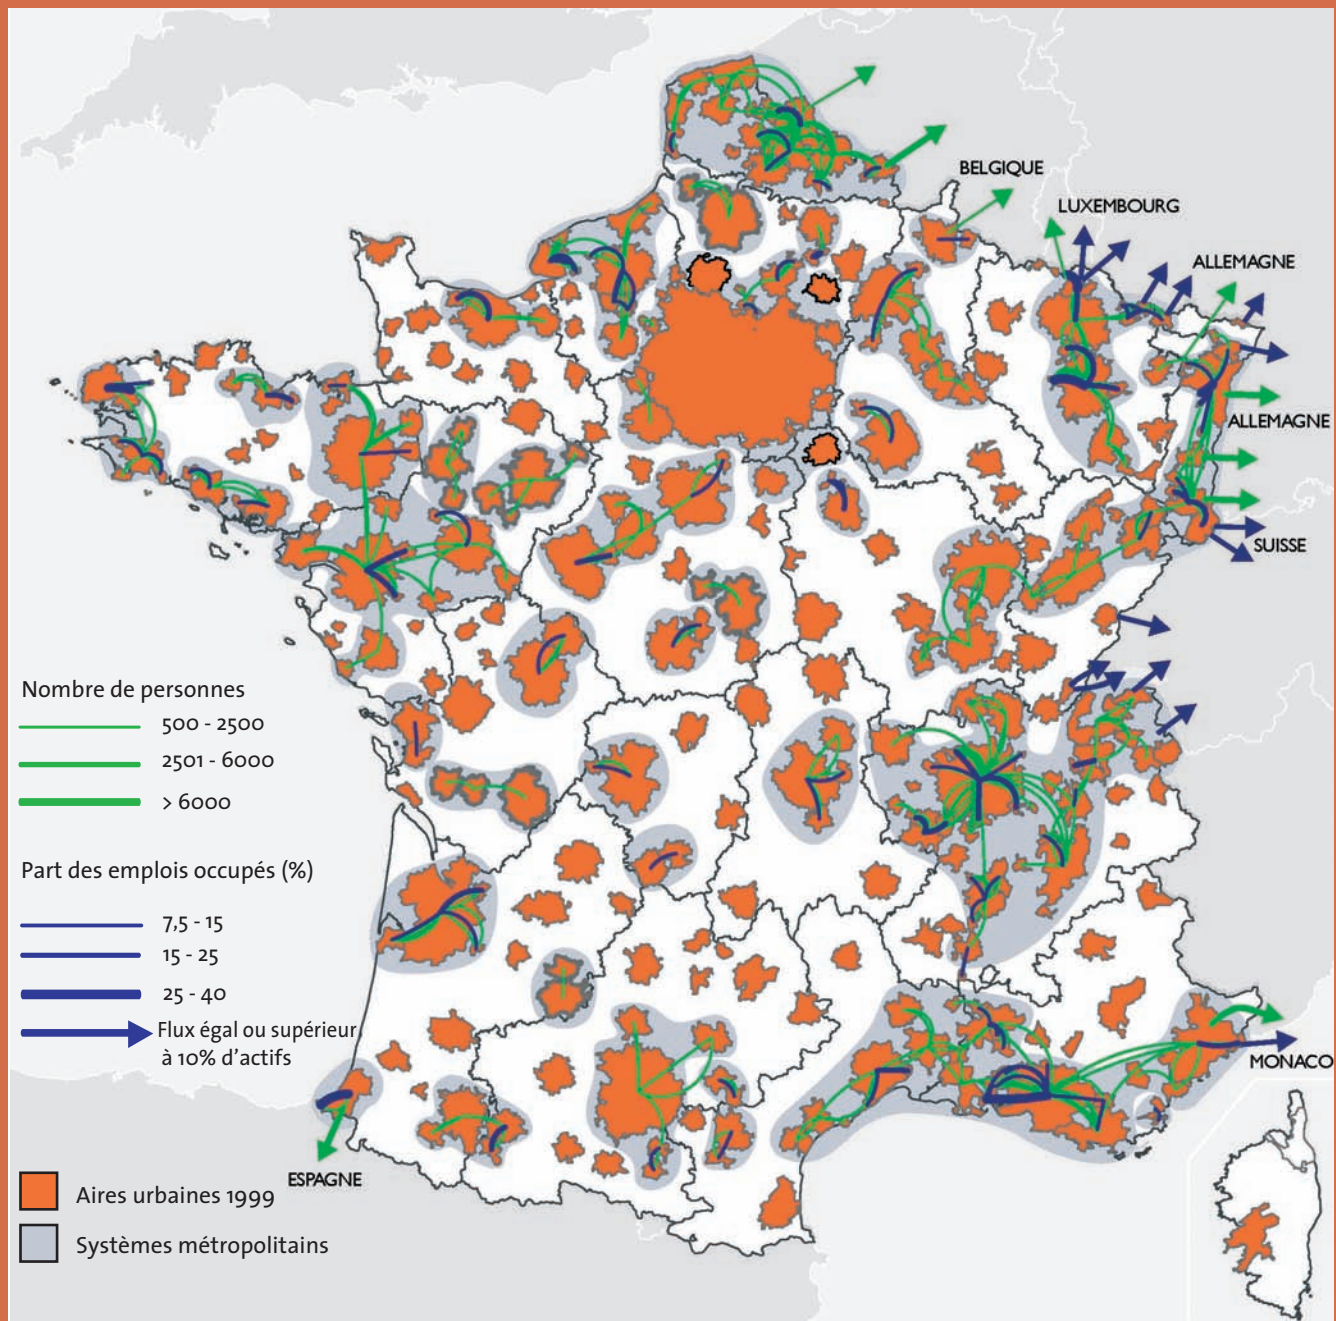 BELGIQUE
LUXEMBOURG
ALLEMAGNE
ALLEMAGNE
SUISSE
Nombre de personnes
500 - 2500
2501 - 6000
> 6000
Part des emplois occupés (%)
7,5 - 15
15 - 25
25 - 40
Flux égal ou supérieur
à 10% d'actifs
MONACO
ESPAGNE
Aires urbaines 1999
Systèmes métropolitains